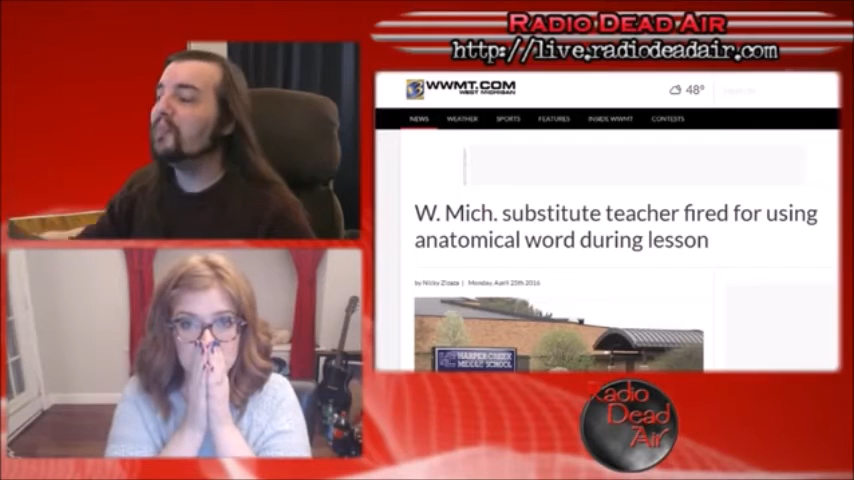 RADIO DEAD AIR
http://live.radiodeadair.com
3 WWMT.COM
WEST MICHIGAN
48°
NEWS WEATHER SPORTS FEATURES INSIDE WWMT CONTESTS
W. Mich. substitute teacher fired for using
anatomical word during lesson
by Nicky Zizaza | Monday, April 25th 2016
HARPER CREEK
MIDDLE SCHOOL
Radio
Dead
Air